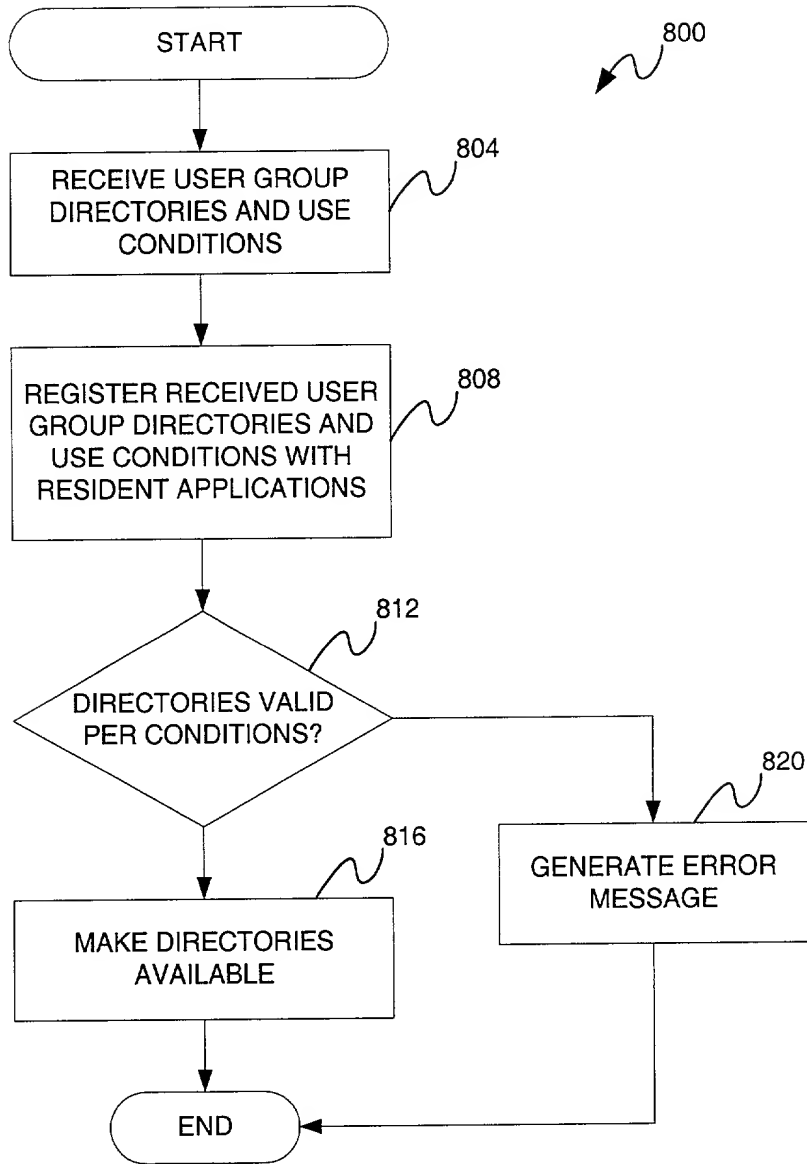 START
800
RECEIVE USER GROUP
DIRECTORIES AND USE
CONDITIONS
804
REGISTER RECEIVED USER
GROUP DIRECTORIES AND
USE CONDITIONS WITH
RESIDENT APPLICATIONS
808
812
DIRECTORIES VALID
PER CONDITIONS?
820
GENERATE ERROR
MESSAGE
816
MAKE DIRECTORIES
AVAILABLE
END